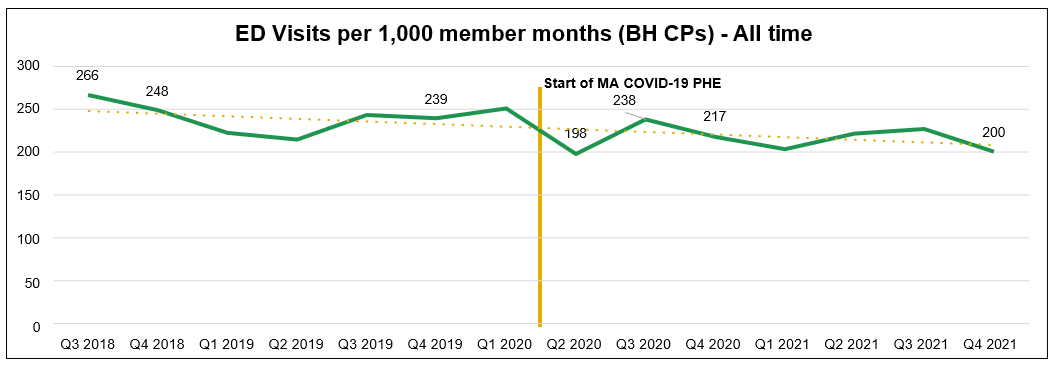 ED Visits per 1,000 member months (BH CPs) - All time
300
250
200
150
100
50
0
266
248
239
Start of MA COVID-19 PHE
198
238
217
200
Q3 2018
Q4 2018
Q1 2019
Q2 2019
Q3 2019
Q4 2019
Q1 2020
Q2 2020
Q3 2020
Q4 2020
Q1 2021
Q2 2021
Q3 2021
Q4 2021